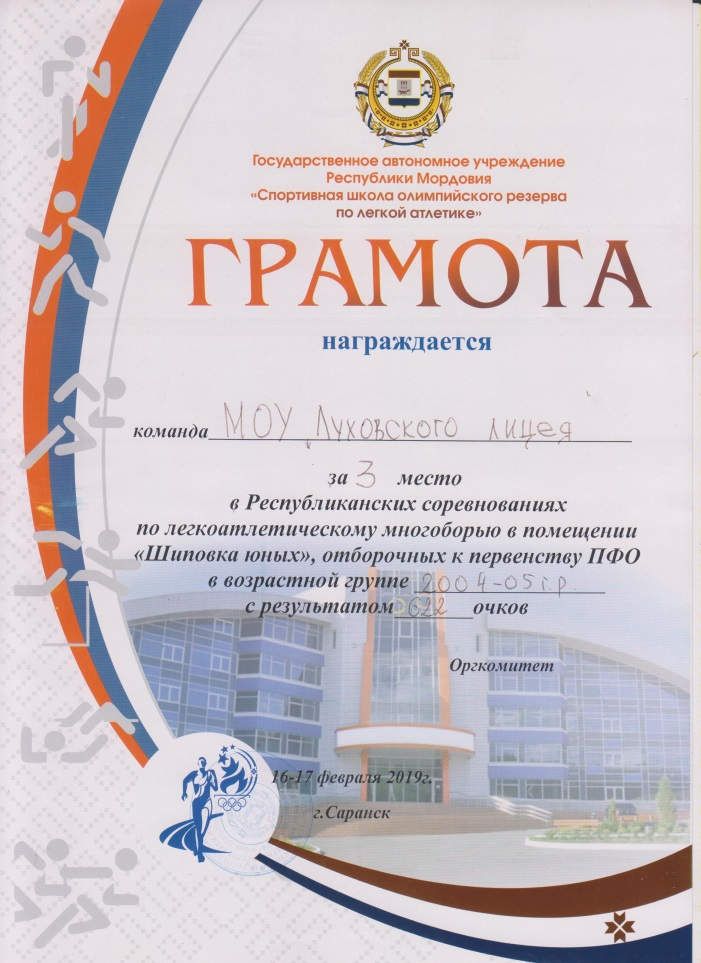 Государственное автономное учреждение
Республики Мордовия
«Спортивная школа олимпийского резерва
по легкой атлетике»
ГРАМОТА
награждается
команда МОУ Луховского лицея
за 3 место
в Республиканских соревнованиях
по легкоатлетическому многоборью в помещении
«Шиповка юных», отборочных к первенству ПФО
в возрастной группе 2004-05г.р.
с результатом 622 очков
Оргкомитет
16-17 февраля 2019г.
г.Саранск